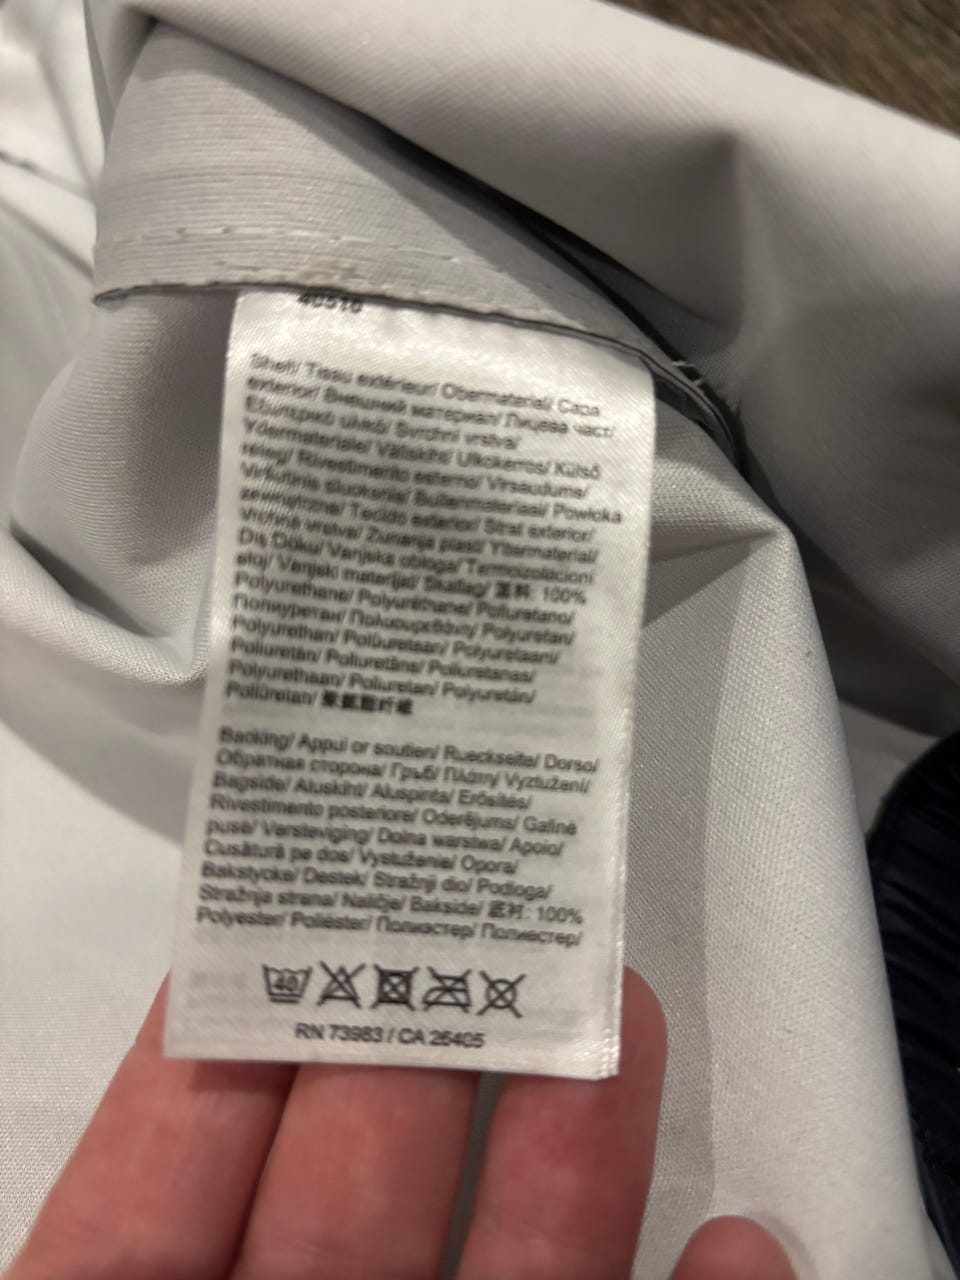 40516
Shell/ Tissu extérieur/ Obermaterial/ Capa
exterior/ Внешний материал/ Лицева част/
Εξωτερικό υλικό/ Svrchní vrstva/
Ydermateriale/ Väliskiht/ Ulkokerros/ Külső
réteg/ Rivestimento esterno/ Virsaudums/
Viršutinis sluoksnis/ Buitenmateriaal/ Powłoka
zewnętrzna/ Tecido exterior/ Strat exterior/
Vrchná vrstva/ Zunanja plast/ Yttermaterial/
Dış Doku/ Vanjska obloga/ Termoizolacioni
sloj/ Vanjski materijal/ Skallag/ 面料: 100%
Polyurethane/ Polyuréthane/ Poliuretano/
Полиуретан/ Πολυουρεθάνη/ Polyuretan/
Polyurethan/ Polüuretaan/ Polyuretaani/
Poliuretán/ Poliuretāns/ Poliuretanas/
Polyurethaan/ Poliuretan/ Polyuretán/
Poliüretan/ 聚氨酯纤维
Backing/ Appui or soutien/ Rueckseite/ Dorso/
Обратная сторона/ Гръб/ Πλάτη/ Vyztužení/
Bagside/ Aluskiht/ Aluspinta/ Erősítés/
Rivestimento posteriore/ Oderējums/ Galinė
pusė/ Versteviging/ Dolna warstwa/ Apoio/
Cusătură pe dos/ Vystuženie/ Opora/
Bakstycke/ Destek/ Stražnji dio/ Podloga/
Stražnja strana/ Naličje/ Bakside/ 底衬: 100%
Polyester/ Poliéster/ Полиэстер/ Полиестер/
40
RN 73983 / CA 26405